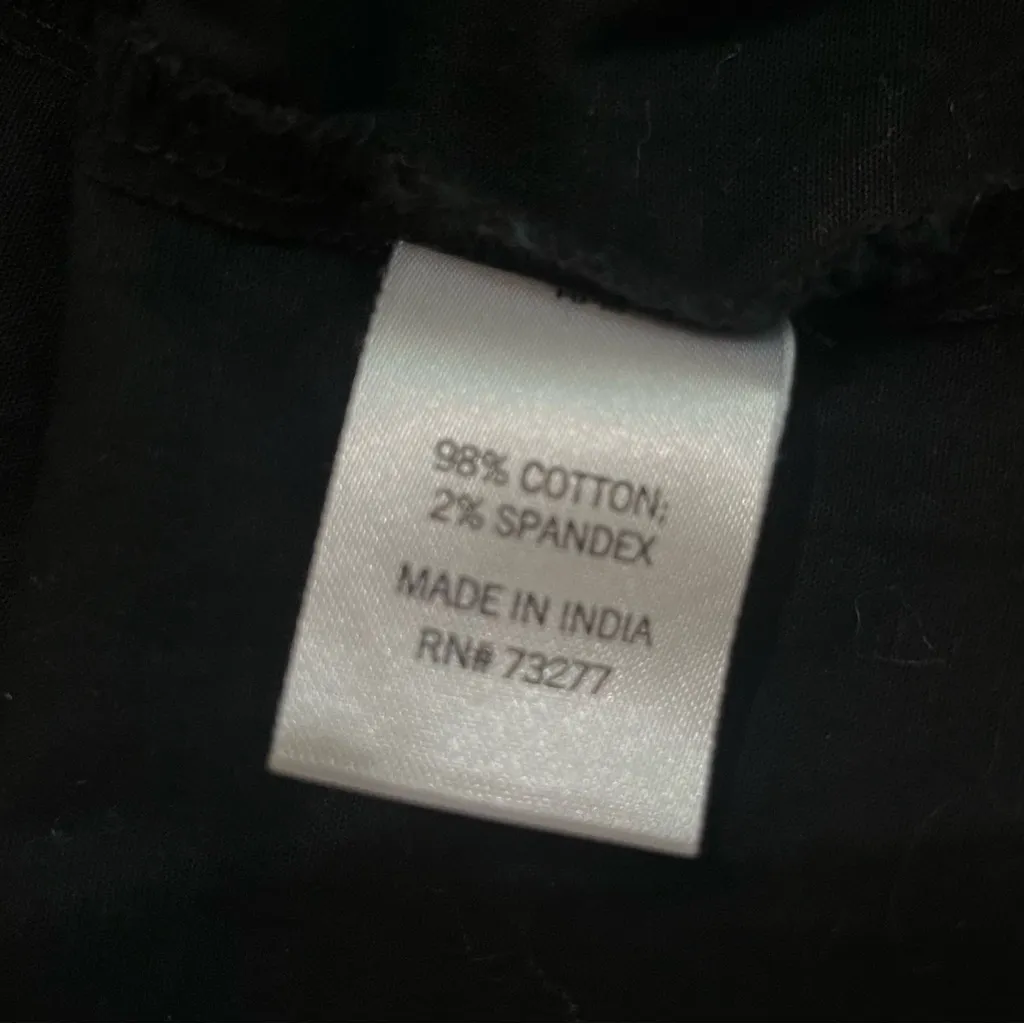 98% COTTON;
2% SPANDEX
MADE IN INDIA
RN# 73277